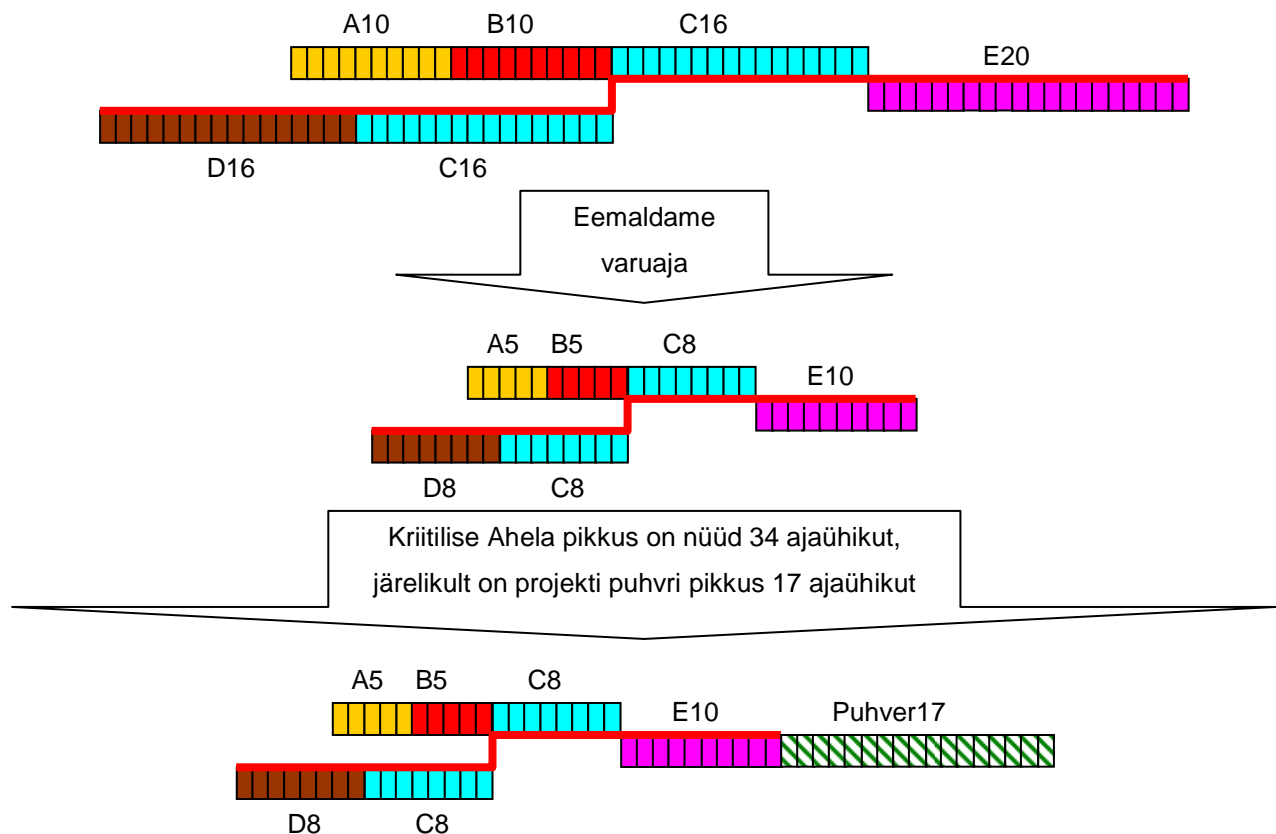 A10 B10 C16
E20
D16 C16
Eemaldame
varuaja
A5 B5 C8
E10
D8 C8
Kriitilise Ahela pikkus on nüüd 34 ajaühikut,
järelikult on projekti puhvri pikkus 17 ajaühikut
A5 B5 C8
E10 Puhver17
D8 C8